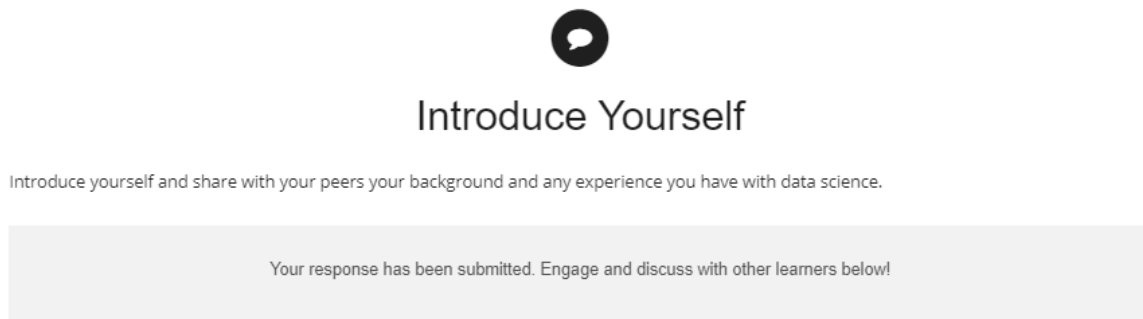 Introduce Yourself
Introduce yourself and share with your peers your background and any experience you have with data science.
Your response has been submitted. Engage and discuss with other learners below!